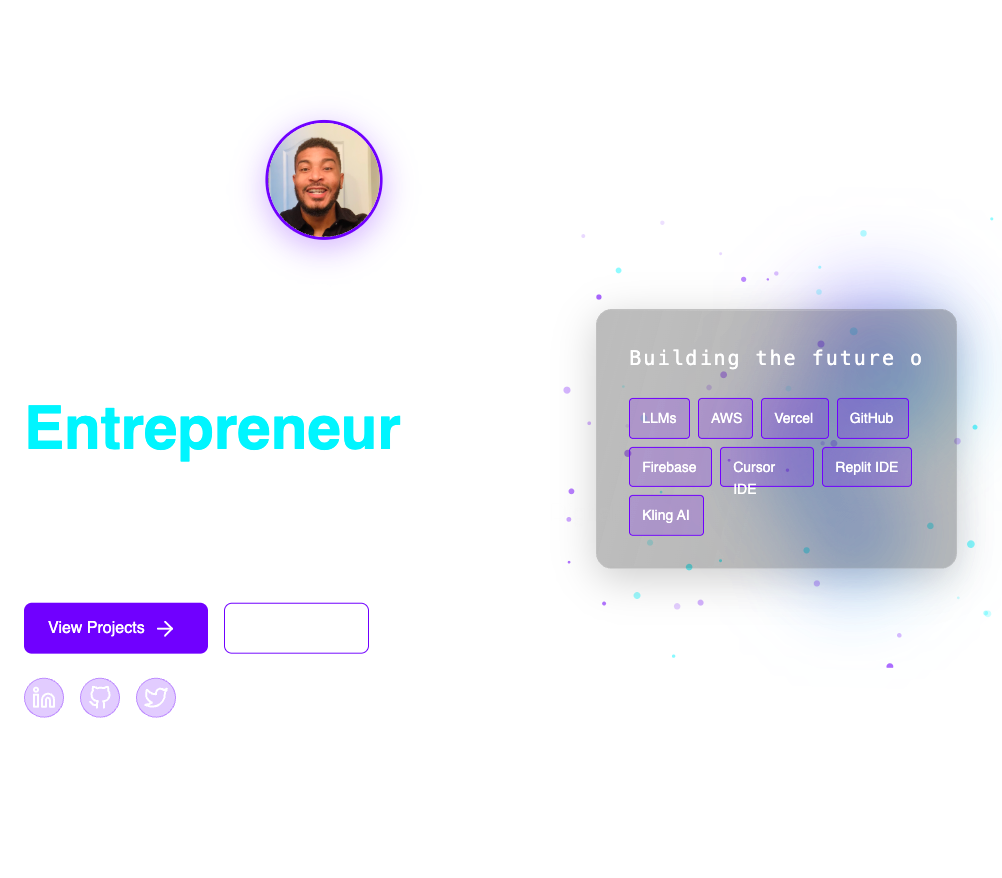 Entrepreneur
View Projects
Building the future o
LLMs AWS Vercel GitHub
Firebase Cursor IDE Replit IDE
Kling AI